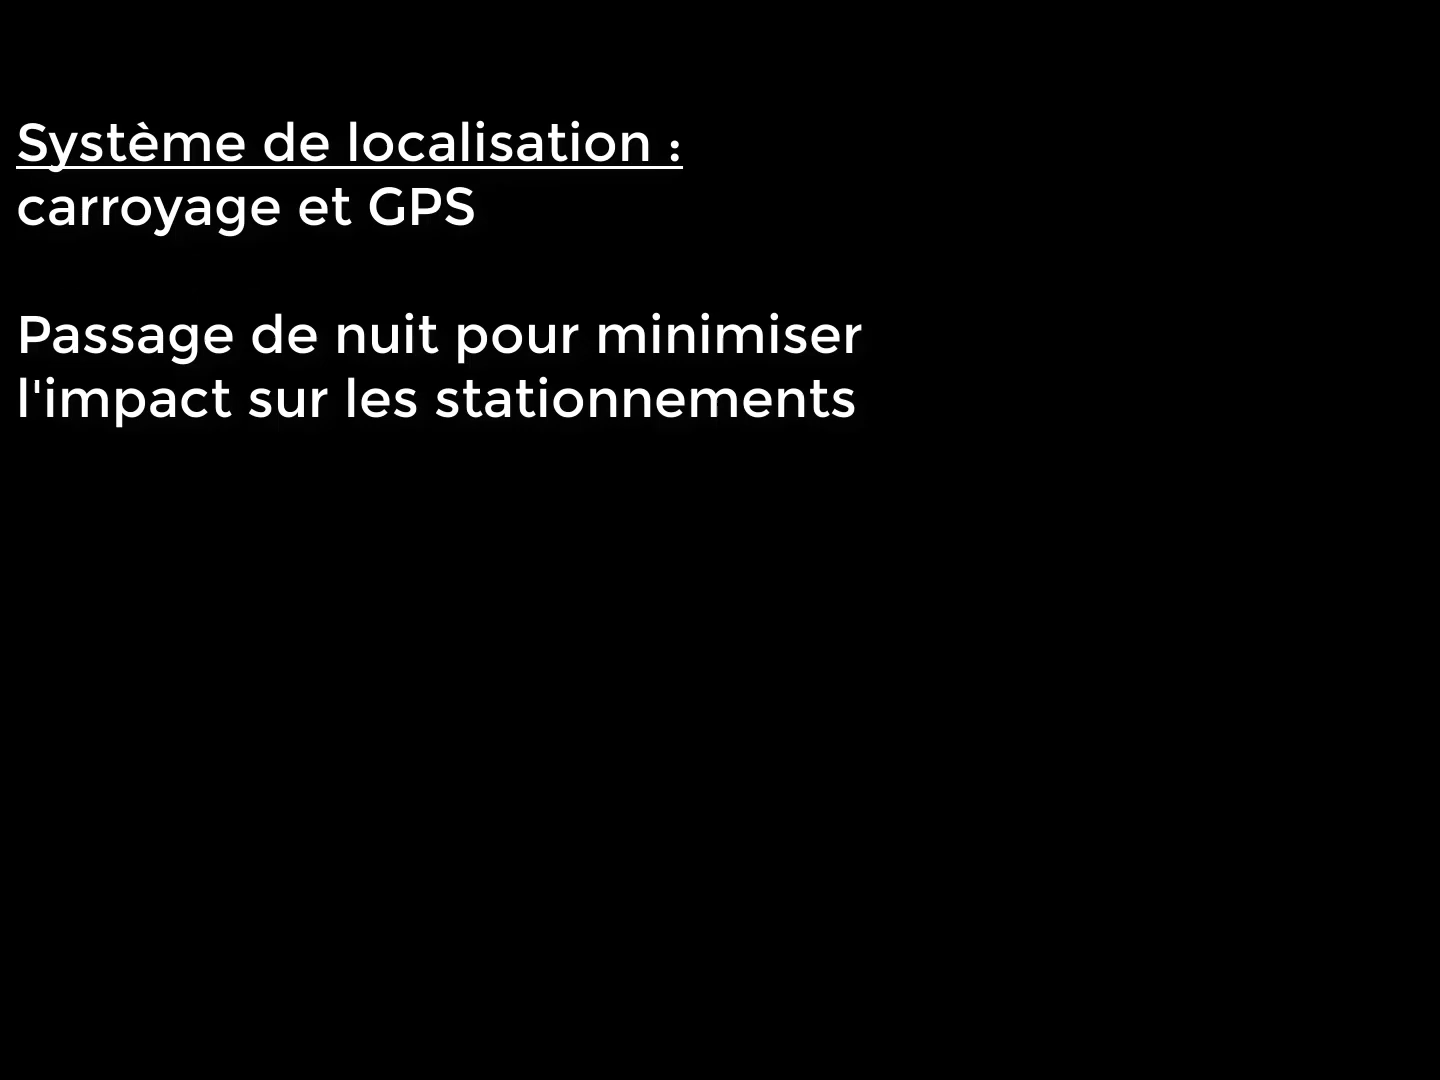 Système de localisation :
carroyage et GPS
Passage de nuit pour minimiser
l'impact sur les stationnements